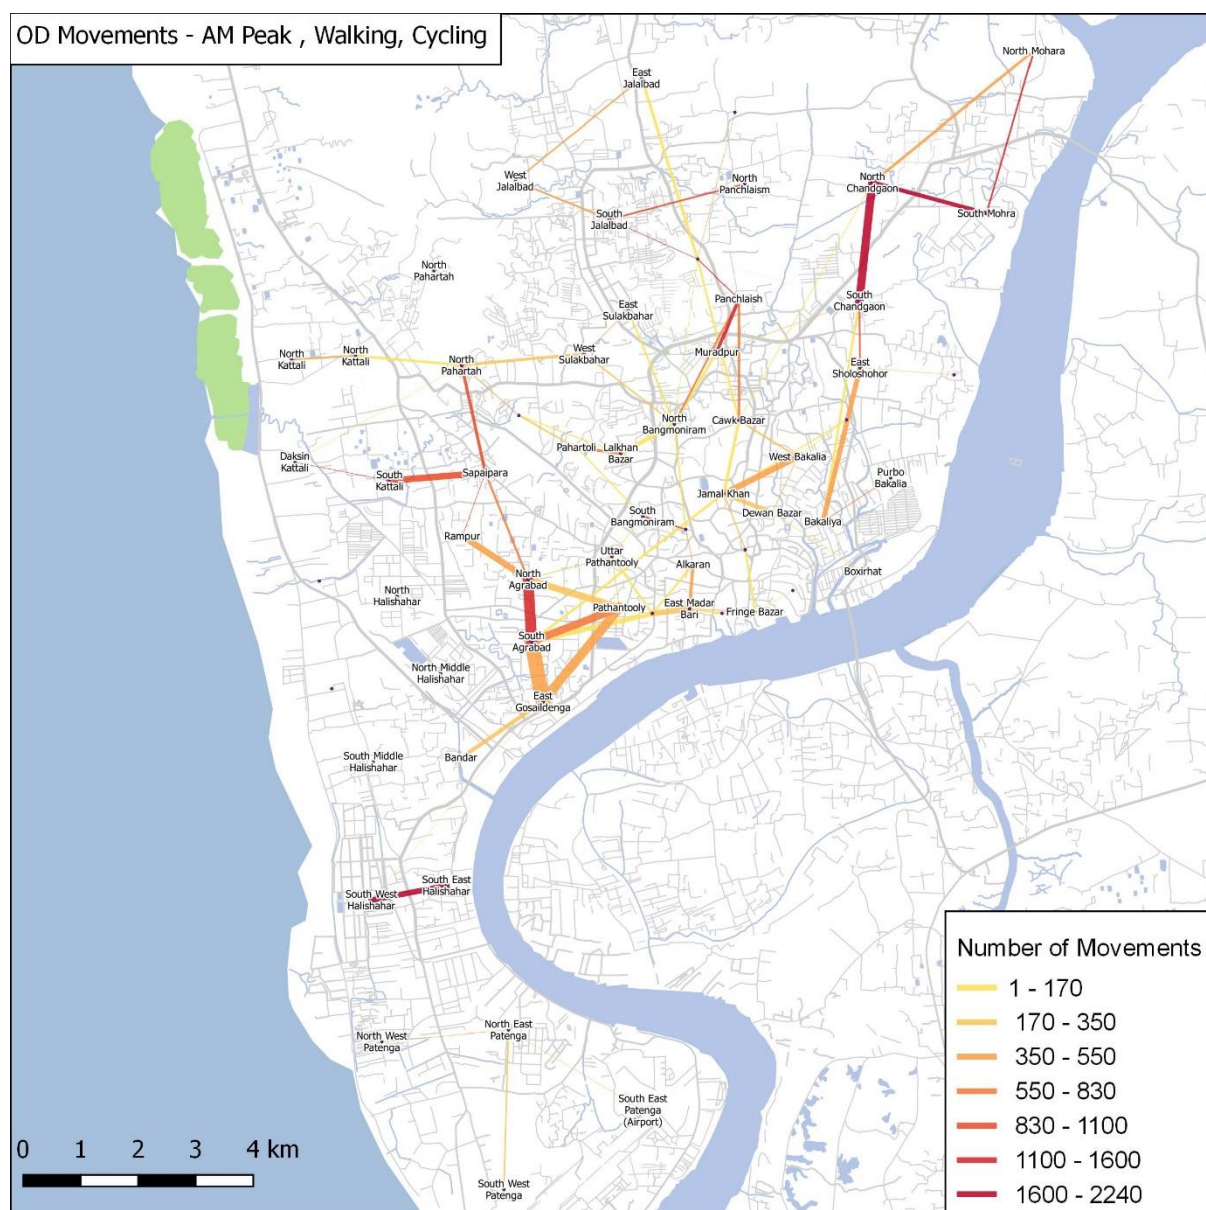 OD Movements - AM Peak , Walking, Cycling
North Mohara
East
Jalalbad
West
Jalalbad
North
Panchlaism
North
Chandgaon
South
Jalalbad
South Mohra
North
Pahartah
Panchlaish
South
Chandgaon
East
Sulakbahar
North
Kattali
North
Kattali
North
Pahartah
West
Sulakbahar
Muradpur
East
Sholoshohor
North
Bangmoniram
Cawk Bazar
Pahartoli
Lalkhan
Bazar
Daksin
Kattali
South
Kattali
Sapaipara
West Bakalia
Purbo
Bakalia
Jamal Khan
Dewan Bazar
Bakaliya
South
Bangmoniram
Rampur
Uttar
Pathantooly
Alkaran
Boxirhat
North
Agrabad
North
Halishahar
Pathantooly
East Madar
Bari
Fringe Bazar
South
Agrabad
North Middle
Halishahar
East
Gosaildenga
Bandar
South Middle
Halishahar
South East
Halishahar
South West
Halishahar
North West
Patenga
North East
Patenga
South East
Patenga
(Airport)
South West
Patenga
0 1 2 3 4 km
Number of Movements
1 - 170
170 - 350
350 - 550
550 - 830
830 - 1100
1100 - 1600
1600 - 2240